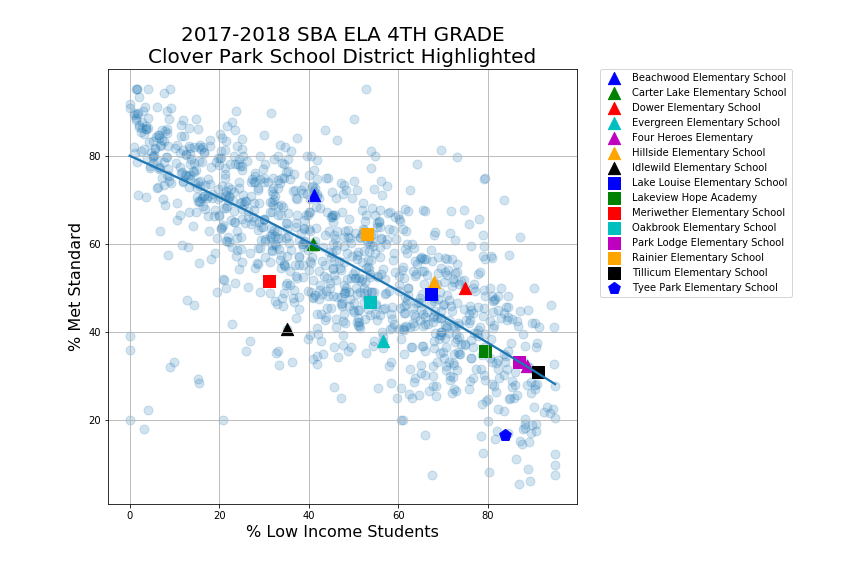 2017-2018 SBA ELA 4TH GRADE
Clover Park School District Highlighted
% Met Standard
80
60
40
20
0
20
40
60
80
% Low Income Students
Beachwood Elementary School
Carter Lake Elementary School
Dower Elementary School
Evergreen Elementary School
Four Heroes Elementary
Hillside Elementary School
Idlewild Elementary School
Lake Louise Elementary School
Lakeview Hope Academy
Meriwether Elementary School
Oakbrook Elementary School
Park Lodge Elementary School
Rainier Elementary School
Tillicum Elementary School
Tyee Park Elementary School